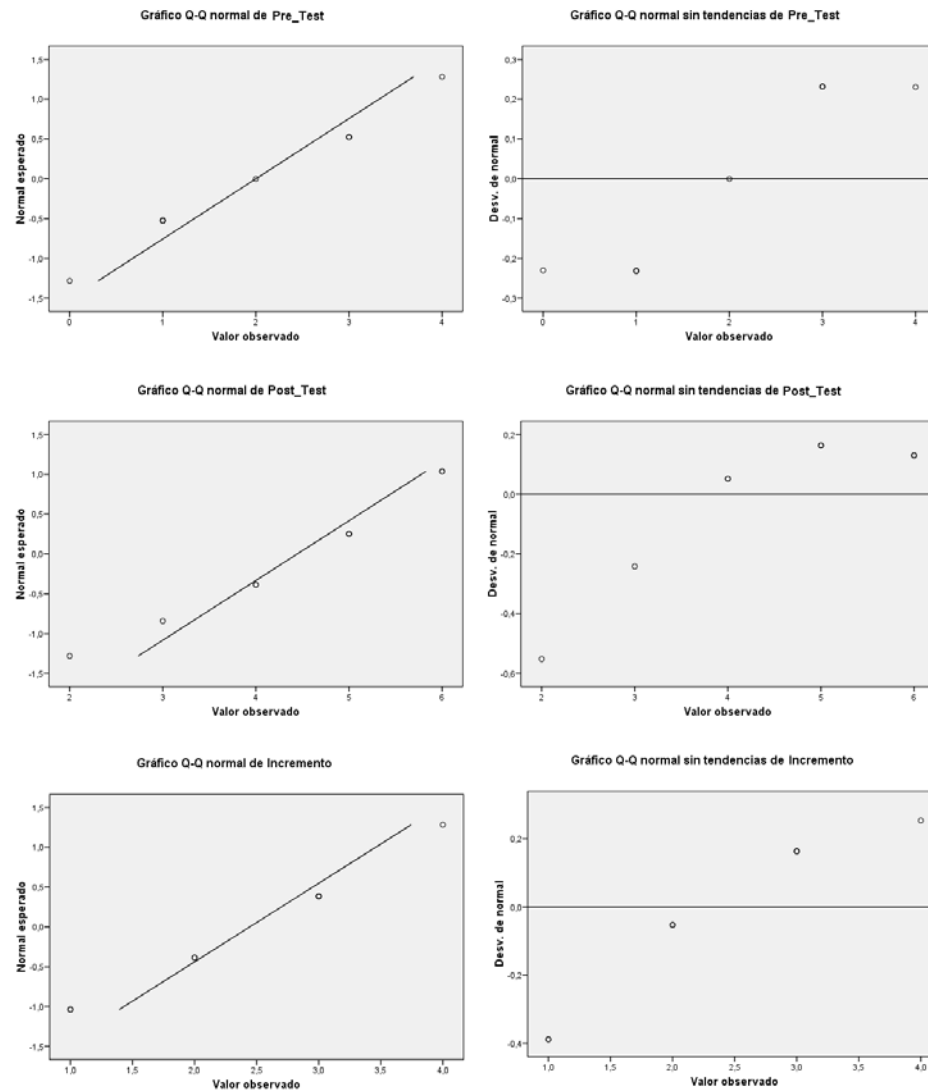 Gráfico Q-Q normal de Pre_Test
Normal esperado
1,5
1,0
0,5
0,0
-0,5
-1,0
-1,5
0 1 2 3 4
Valor observado
Gráfico Q-Q normal sin tendencias de Pre_Test
Desv. de normal
0,3
0,2
0,1
0,0
-0,1
-0,2
-0,3
0 1 2 3 4
Valor observado
Gráfico Q-Q normal de Post_Test
Normal esperado
1,5
1,0
0,5
0,0
-0,5
-1,0
-1,5
2 3 4 5 6
Valor observado
Gráfico Q-Q normal sin tendencias de Post_Test
Desv. de normal
0,2
0,0
-0,2
-0,4
-0,6
2 3 4 5 6
Valor observado
Gráfico Q-Q normal de Incremento
Normal esperado
1,5
1,0
0,5
0,0
-0,5
-1,0
-1,5
1,0 1,5 2,0 2,5 3,0 3,5 4,0
Valor observado
Gráfico Q-Q normal sin tendencias de Incremento
Desv. de normal
0,2
0,0
-0,2
-0,4
1,0 1,5 2,0 2,5 3,0 3,5 4,0
Valor observado